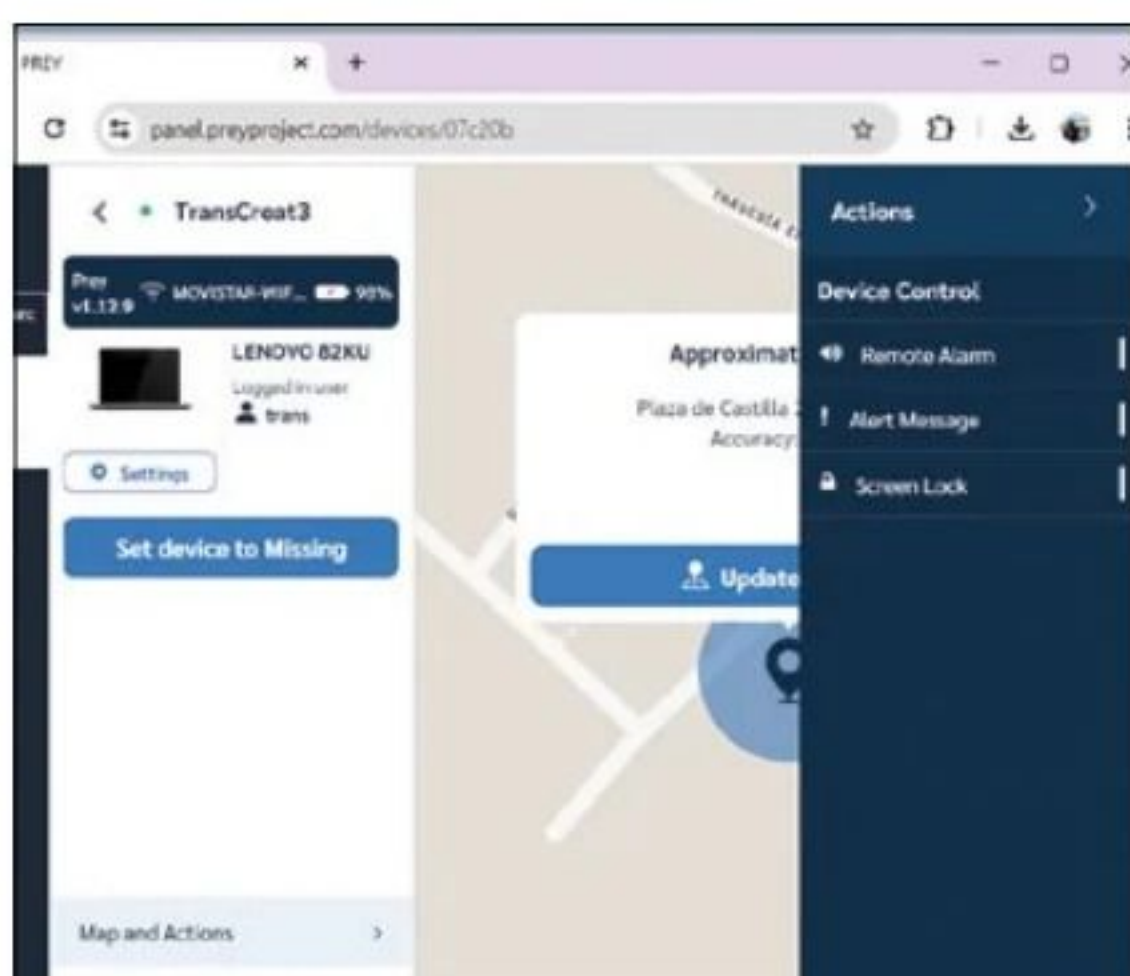 PREY
panel.preyproject.com/devices/07c20b
TransCreat3
Prey
v1.12.9
MOVISTAR-WIF...
98%
LENOVO 82KU
Logged in user
trans
Settings
Set device to Missing
Map and Actions
Approximat
Plaza de Castilla
Accuracy:
Update
Actions
Device Control
Remote Alarm
Alert Message
Screen Lock